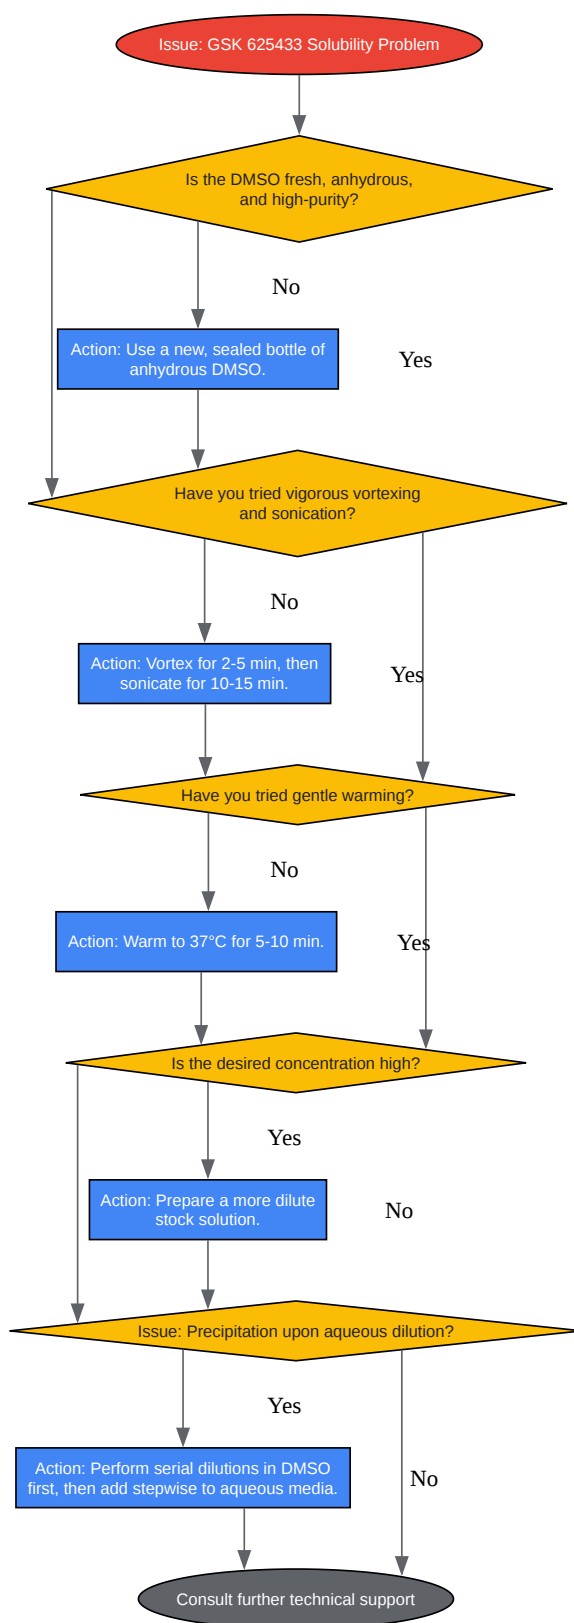 Issue: GSK 625433 Solubility Problem
Is the DMSO fresh, anhydrous,
and high-purity?
No
Action: Use a new, sealed bottle of
anhydrous DMSO.
Yes
Have you tried vigorous vortexing
and sonication?
No
Action: Vortex for 2-5 min, then
sonicate for 10-15 min.
Yes
Have you tried gentle warming?
No
Action: Warm to 37°C for 5-10 min.
Yes
Is the desired concentration high?
Yes
Action: Prepare a more dilute
stock solution.
No
Issue: Precipitation upon aqueous dilution?
Yes
Action: Perform serial dilutions in DMSO
first, then add stepwise to aqueous media.
No
Consult further technical support